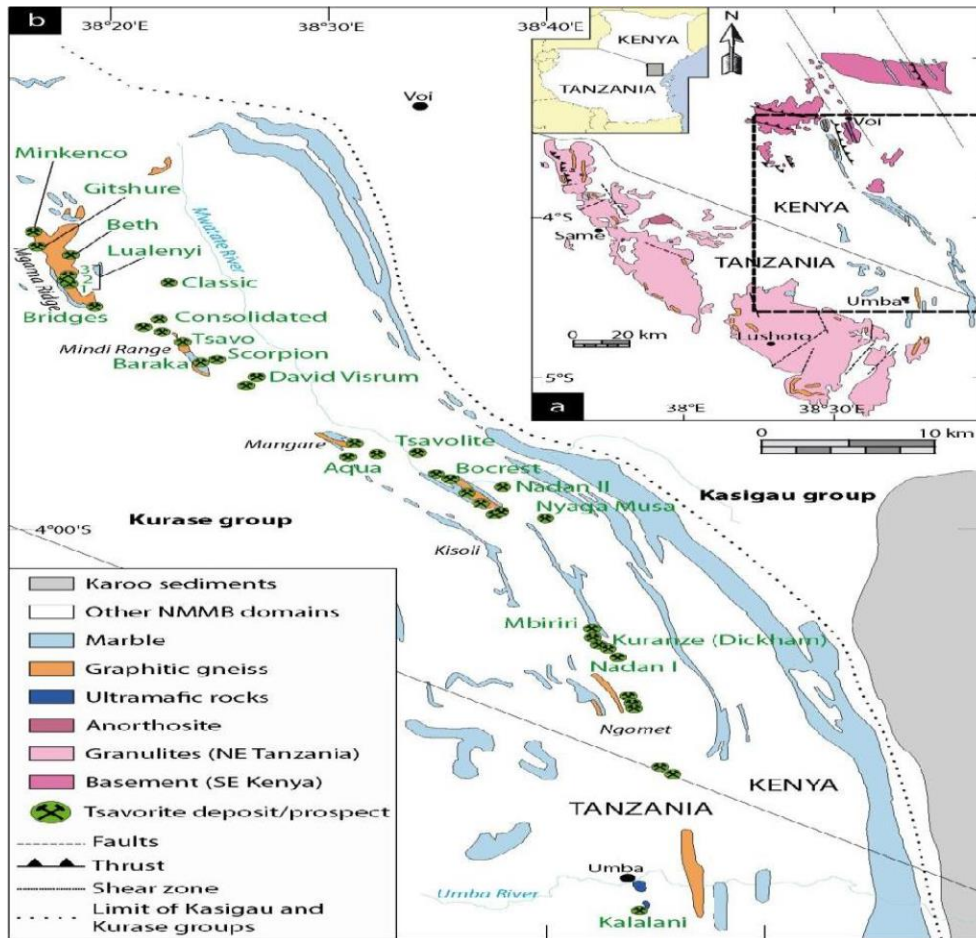 b
38°20'E
38°30'E
38°40'E
Voi
Minkenco
Gitshure
Beth
Lualenyi
3
2
1
Mgama Ridge
Bridges
Mwatate River
Classic
Consolidated
Tsavo
Mindi Range
Scorpion
Baraka
David Visrum
Mangare
Tsavolite
Aqua
Bocrest
Nadan II
Nyaga Musa
Kurase group
Kasigau group
4°00'S
Kisoli
Mbiriri
Kuranze (Dickham)
Nadan I
Ngomet
KENYA
TANZANIA
Umba
Umba River
Kalalani
0 10 km
KENYA
TANZANIA
N
Voi
4°S
KENYA
Same
TANZANIA
Umba
0 20 km
Lushoto
5°S
a
38°E
38°30'E
Karoo sediments
Other NMMB domains
Marble
Graphitic gneiss
Ultramafic rocks
Anorthosite
Granulites (NE Tanzania)
Basement (SE Kenya)
Tsavorite deposit/prospect
Faults
Thrust
Shear zone
Limit of Kasigau and
Kurase groups